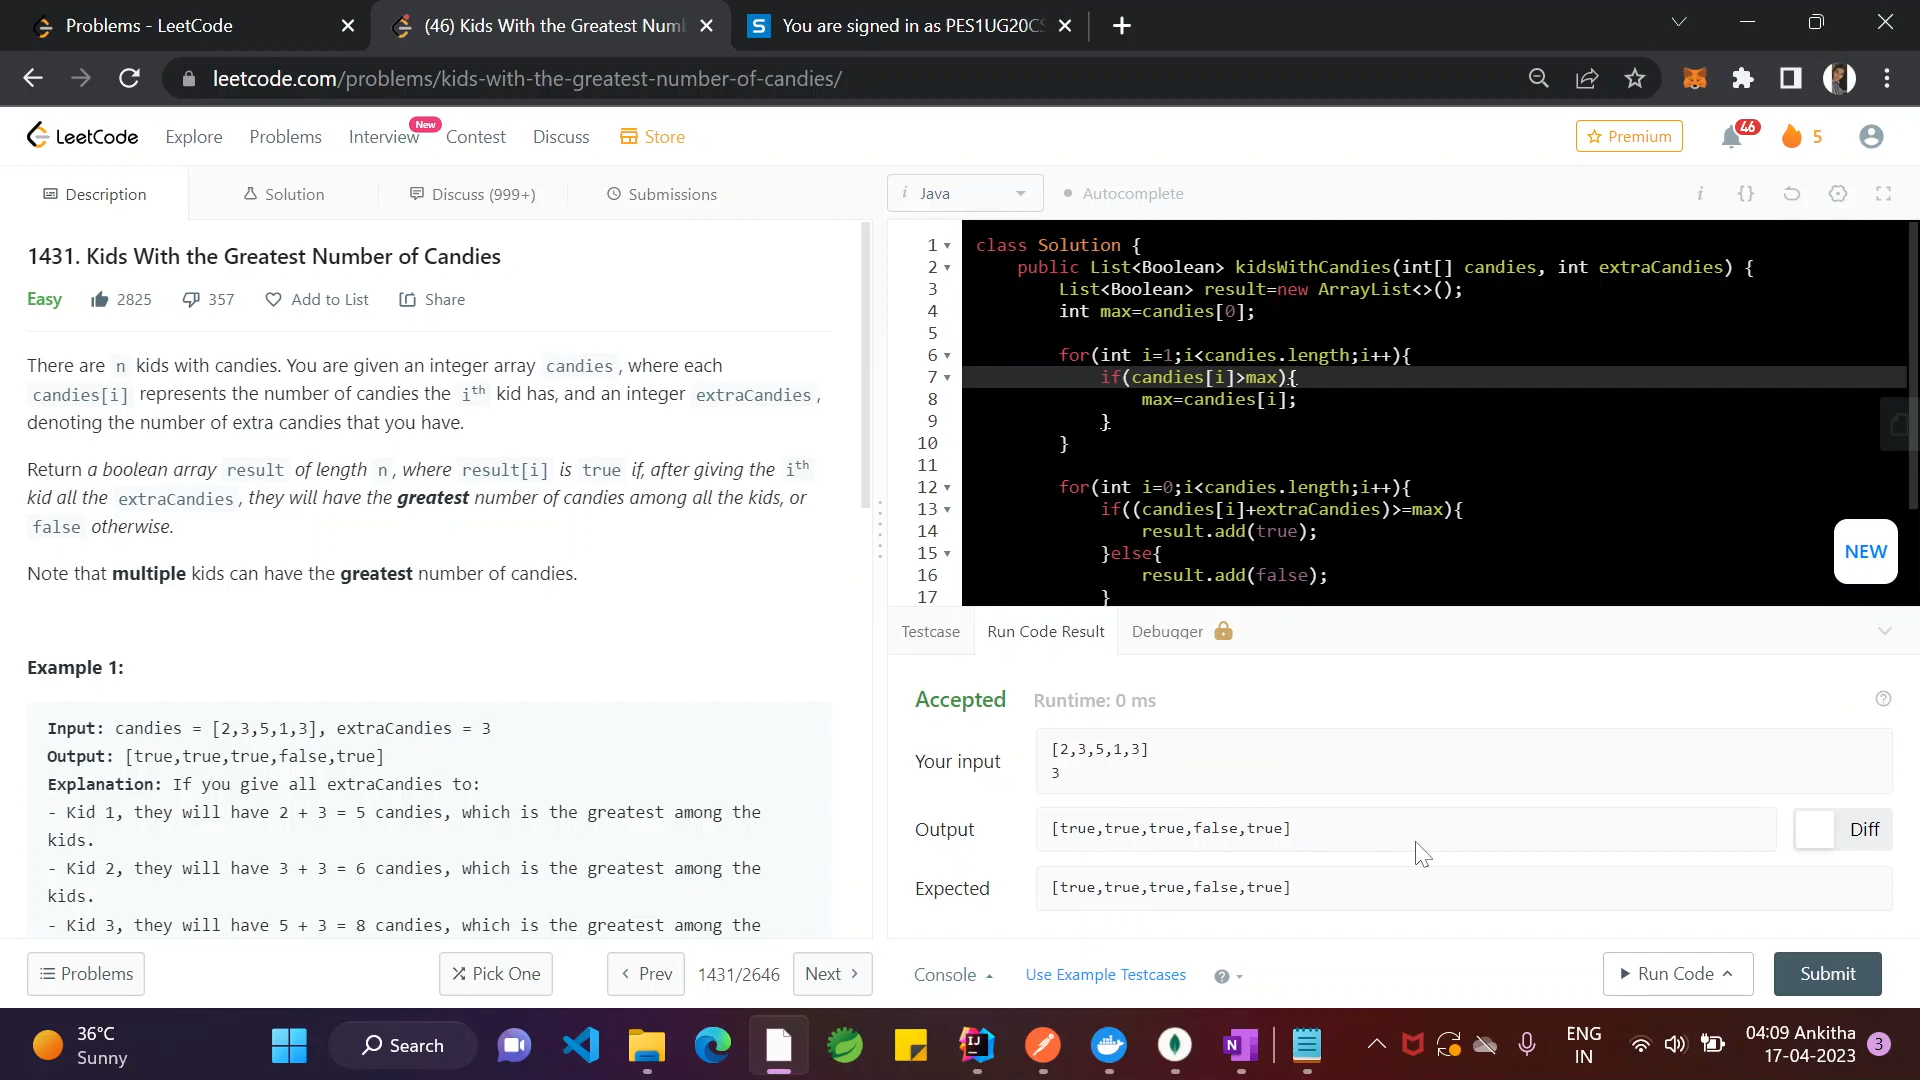 Problems - LeetCode
(46) Kids With the Greatest Num
You are signed in as PES1UG20CS
leetcode.com/problems/kids-with-the-greatest-number-of-candies/
LeetCode
Explore
Problems
Interview
New
Contest
Discuss
Store
Premium
46
5
Description
Solution
Discuss (999+)
Submissions
i Java
Autocomplete
1431. Kids With the Greatest Number of Candies
Easy
2825
357
Add to List
Share
There are n kids with candies. You are given an integer array candies, where each
candies[i] represents the number of candies the ith kid has, and an integer extraCandies,
denoting the number of extra candies that you have.
Return a boolean array result of length n, where result[i] is true if, after giving the ith
kid all the extraCandies, they will have the greatest number of candies among all the kids, or
false otherwise.
Note that multiple kids can have the greatest number of candies.
Example 1:
Input: candies = [2,3,5,1,3], extraCandies = 3
Output: [true,true,true,false,true]
Explanation: If you give all extraCandies to:
- Kid 1, they will have 2 + 3 = 5 candies, which is the greatest among the
kids.
- Kid 2, they will have 3 + 3 = 6 candies, which is the greatest among the
kids.
- Kid 3, they will have 5 + 3 = 8 candies, which is the greatest among the
1 class Solution {
2 public List<Boolean> kidsWithCandies(int[] candies, int extraCandies) {
3 List<Boolean> result=new ArrayList<>();
4 int max=candies[0];
5
6 for(int i=1;i<candies.length;i++){
7 if(candies[i]>max){
8 max=candies[i];
9 }
10 }
11
12 for(int i=0;i<candies.length;i++){
13 if((candies[i]+extraCandies)>=max){
14 result.add(true);
15 }else{
16 result.add(false);
17 }
NEW
Testcase
Run Code Result
Debugger
Accepted
Runtime: 0 ms
Your input
[2,3,5,1,3]
3
Output
[true,true,true,false,true]
Diff
Expected
[true,true,true,false,true]
Problems
Pick One
Prev
1431/2646
Next
Console
Use Example Testcases
Run Code
Submit
36°C
Sunny
Search
ENG
IN
04:09 Ankitha
17-04-2023
3